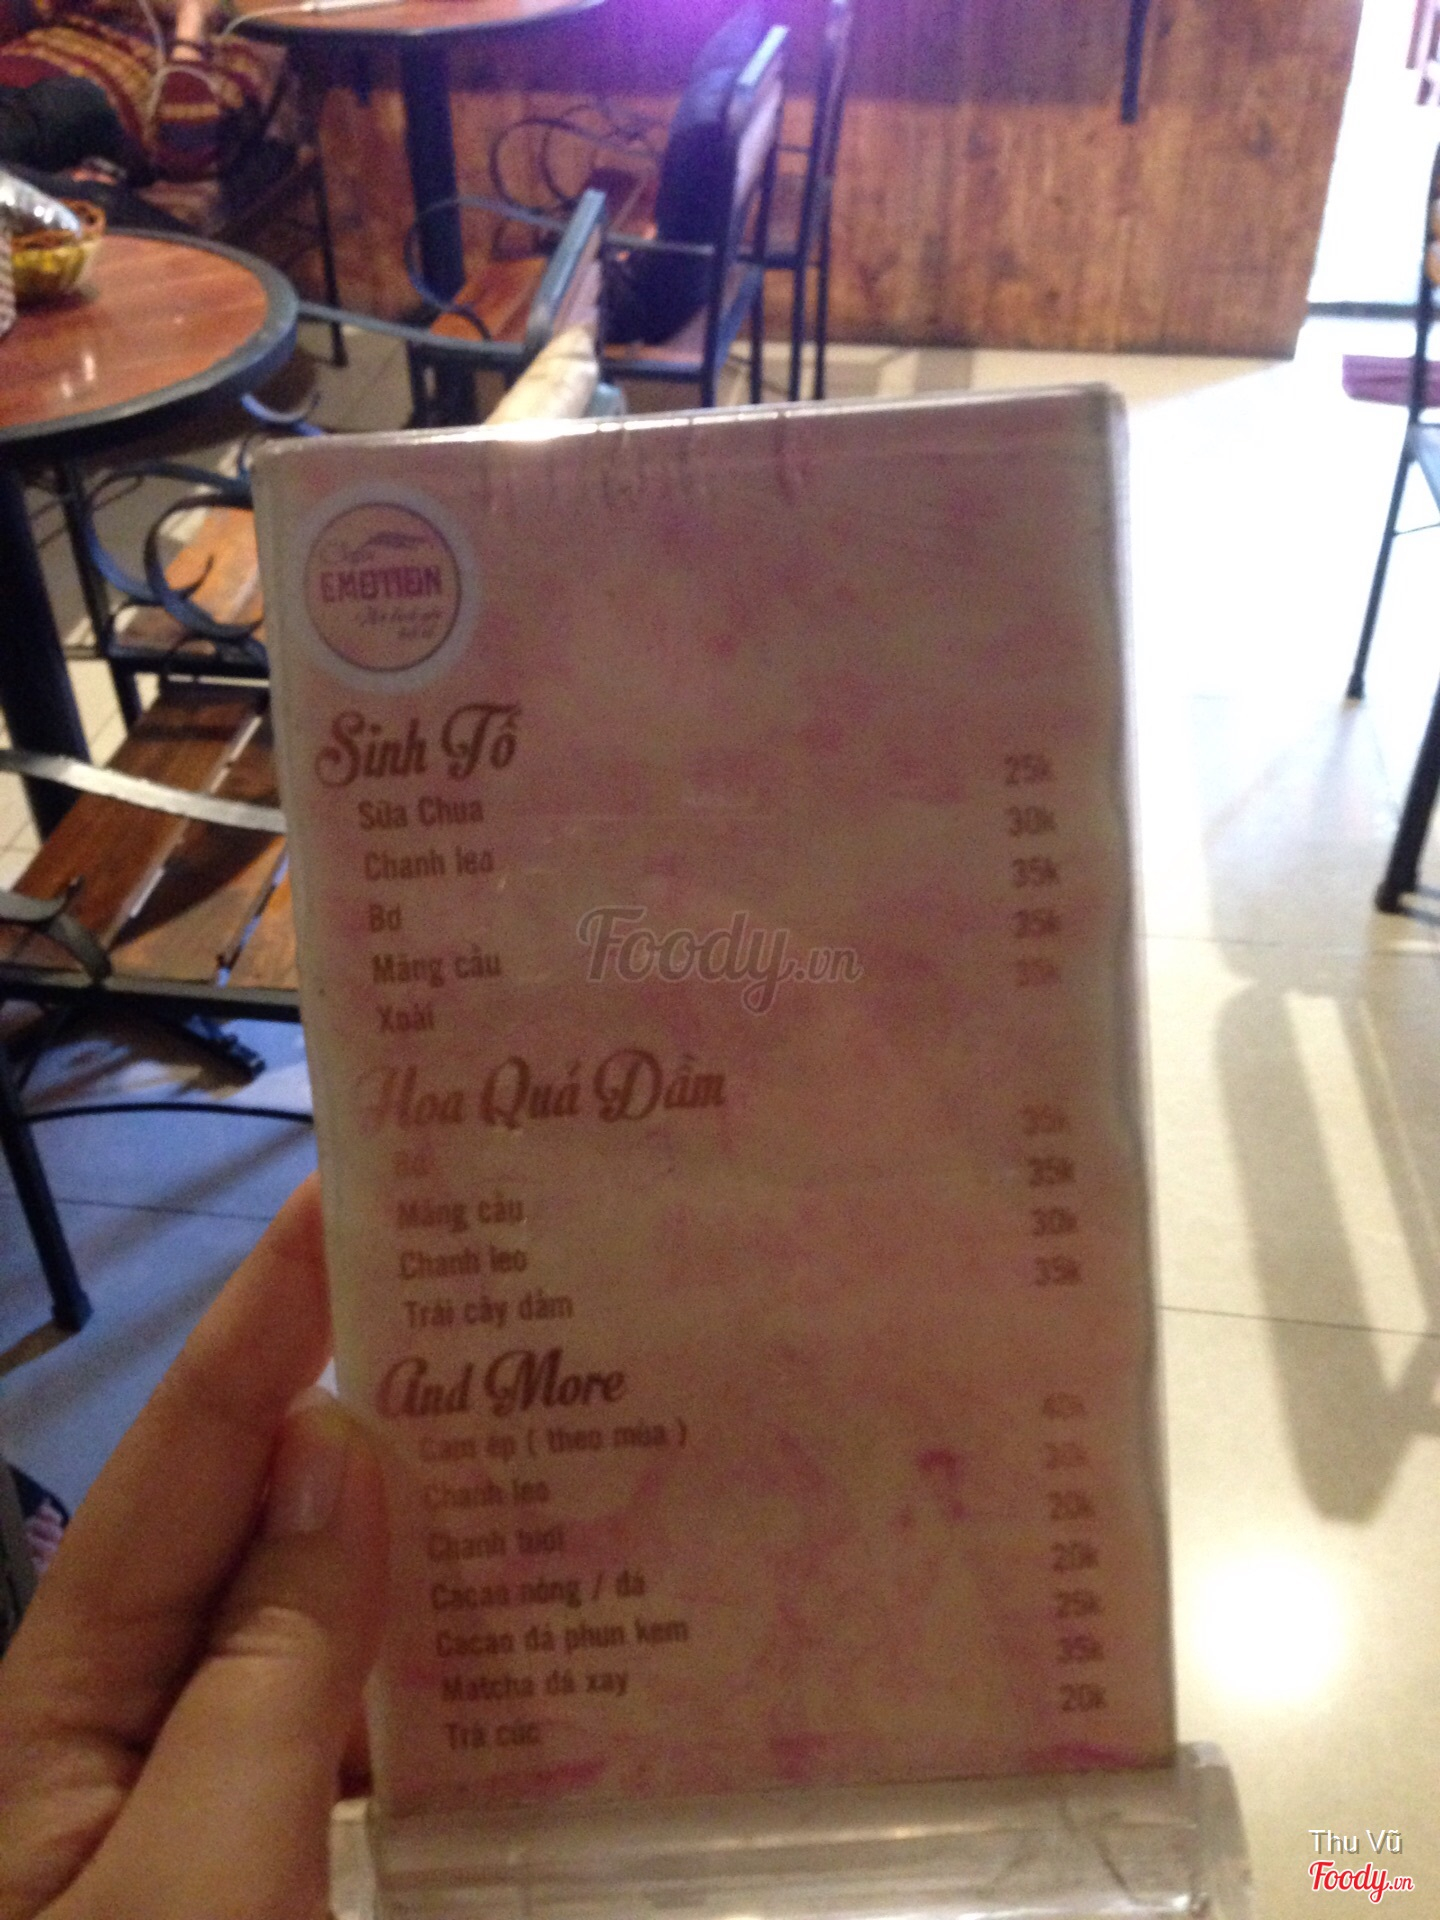 EMOTION
Sinh Tố
Sữa Chua 25k
Chanh leo 30k
Bơ 35k
Mãng cầu 35k
Xoài 35k
Hoa Quả Dầm
Bơ 35k
Mãng cầu 35k
Chanh leo 30k
Trái cây dầm 35k
And More
Cam ép ( theo mùa )
Chanh leo
Chanh tươi 20k
Cacao nóng / đá 20k
Cacao đá phun kem 25k
Matcha đá xay 35k
Trà cúc 20k
Foody.vn
Thu Vũ
Foody.vn